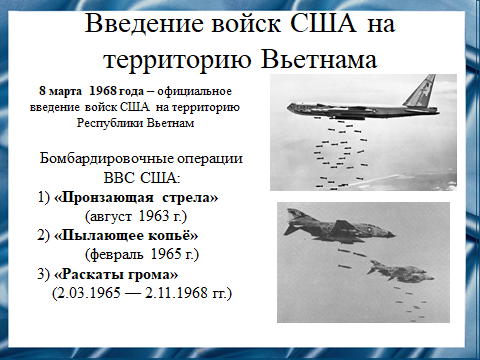 Введение войск США на
территорию Вьетнама
8 марта 1968 года – официальное
введение войск США на территорию
Республики Вьетнам
Бомбардировочные операции
ВВС США:
1) «Пронзающая стрела»
(август 1963 г.)
2) «Пылающее копьё»
(февраль 1965 г.)
3) «Раскаты грома»
(2.03.1965 — 2.11.1968 гг.)